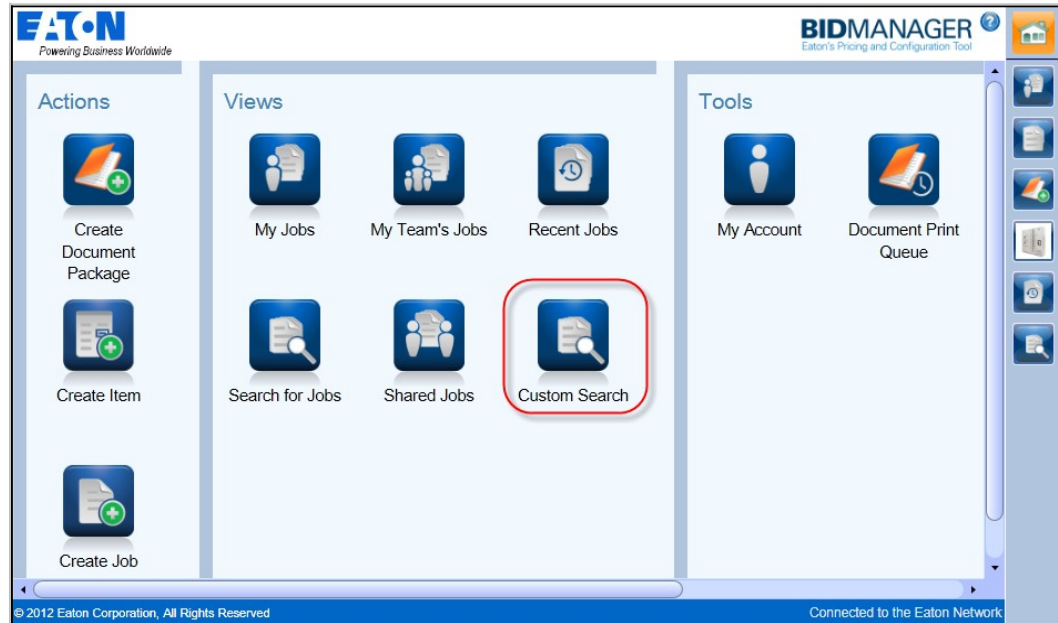 EATON
Powering Business Worldwide
BIDMANAGER
Eaton's Pricing and Configuration Tool
?
Actions
Create
Document
Package
Create Item
Create Job
Views
My Jobs
My Team's Jobs
Recent Jobs
Search for Jobs
Shared Jobs
Custom Search
Tools
My Account
Document Print
Queue
© 2012 Eaton Corporation, All Rights Reserved
Connected to the Eaton Network